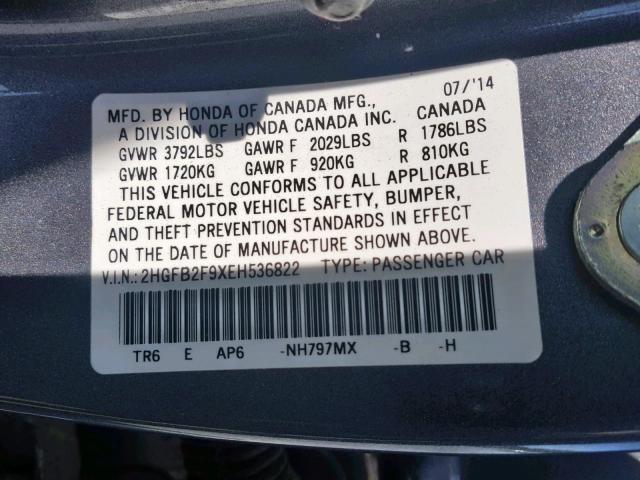 07/'14
MFD. BY HONDA OF CANADA MFG., CANADA
A DIVISION OF HONDA CANADA INC.
GVWR 3792LBS GAWR F 2029LBS R 1786LBS
GVWR 1720KG GAWR F 920KG R 810KG
THIS VEHICLE CONFORMS TO ALL APPLICABLE
FEDERAL MOTOR VEHICLE SAFETY, BUMPER,
AND THEFT PREVENTION STANDARDS IN EFFECT
ON THE DATE OF MANUFACTURE SHOWN ABOVE.
V.I.N.: 2HGFB2F9XEH536822 TYPE: PASSENGER CAR
TR6 E AP6 -NH797MX -B -H